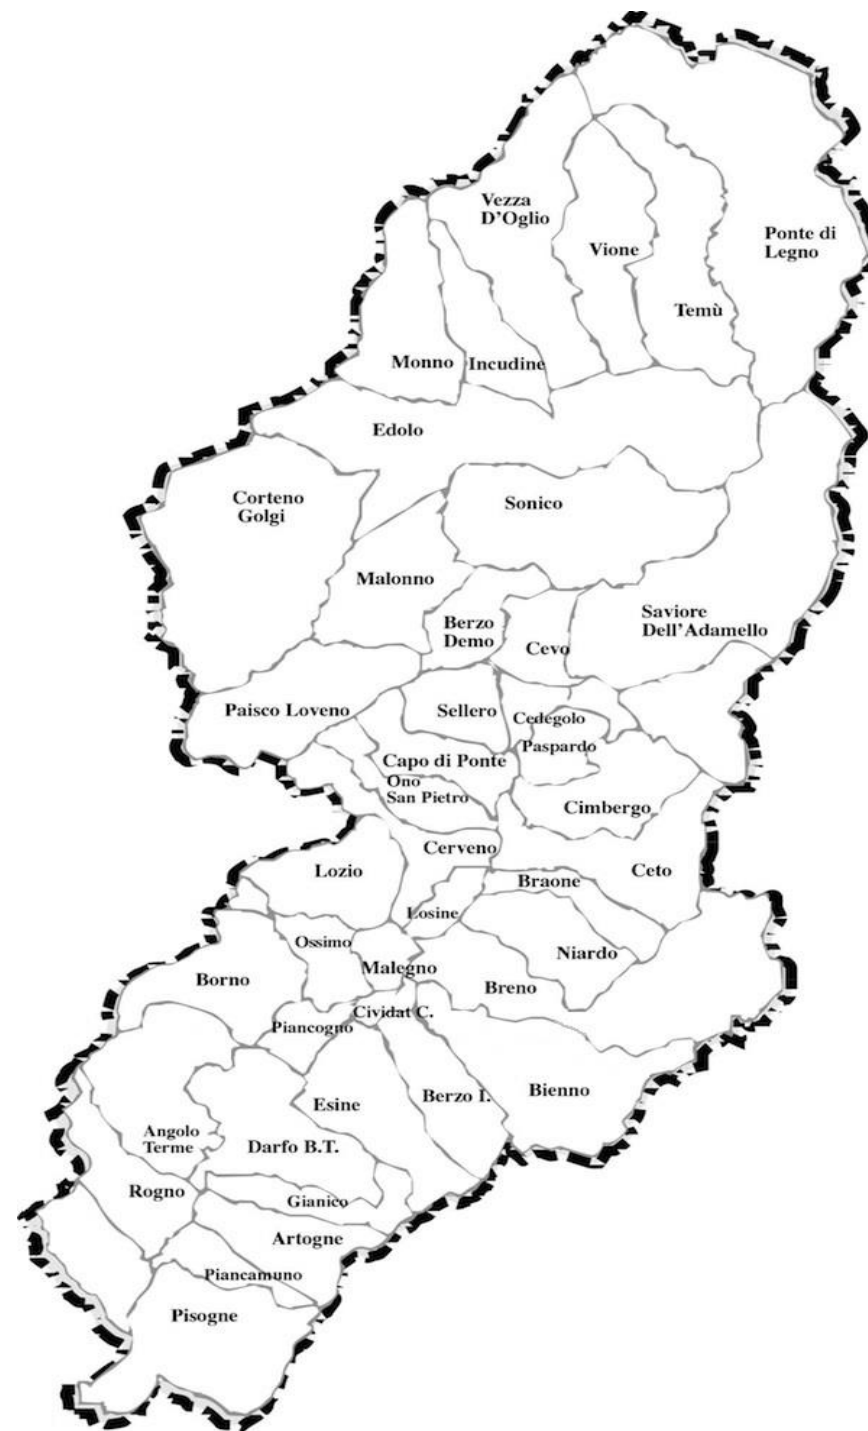 Vezza
D'Oglio
Vione
Ponte di
Legno
Temù
Monno
Incudine
Edolo
Corteno
Golgi
Sonico
Malonno
Berzo
Demo
Cevo
Saviore
Dell'Adamello
Paisco Loveno
Sellero
Cedegolo
Paspardo
Capo di Ponte
Ono
San Pietro
Cimbergo
Cerveno
Lozio
Braone
Ceto
Losine
Ossimo
Malegno
Niardo
Borno
Breno
Cividat C.
Piancogno
Bienno
Berzo I.
Esine
Angolo
Terme
Darfo B.T.
Rogno
Gianico
Artogne
Piancamuno
Pisogne